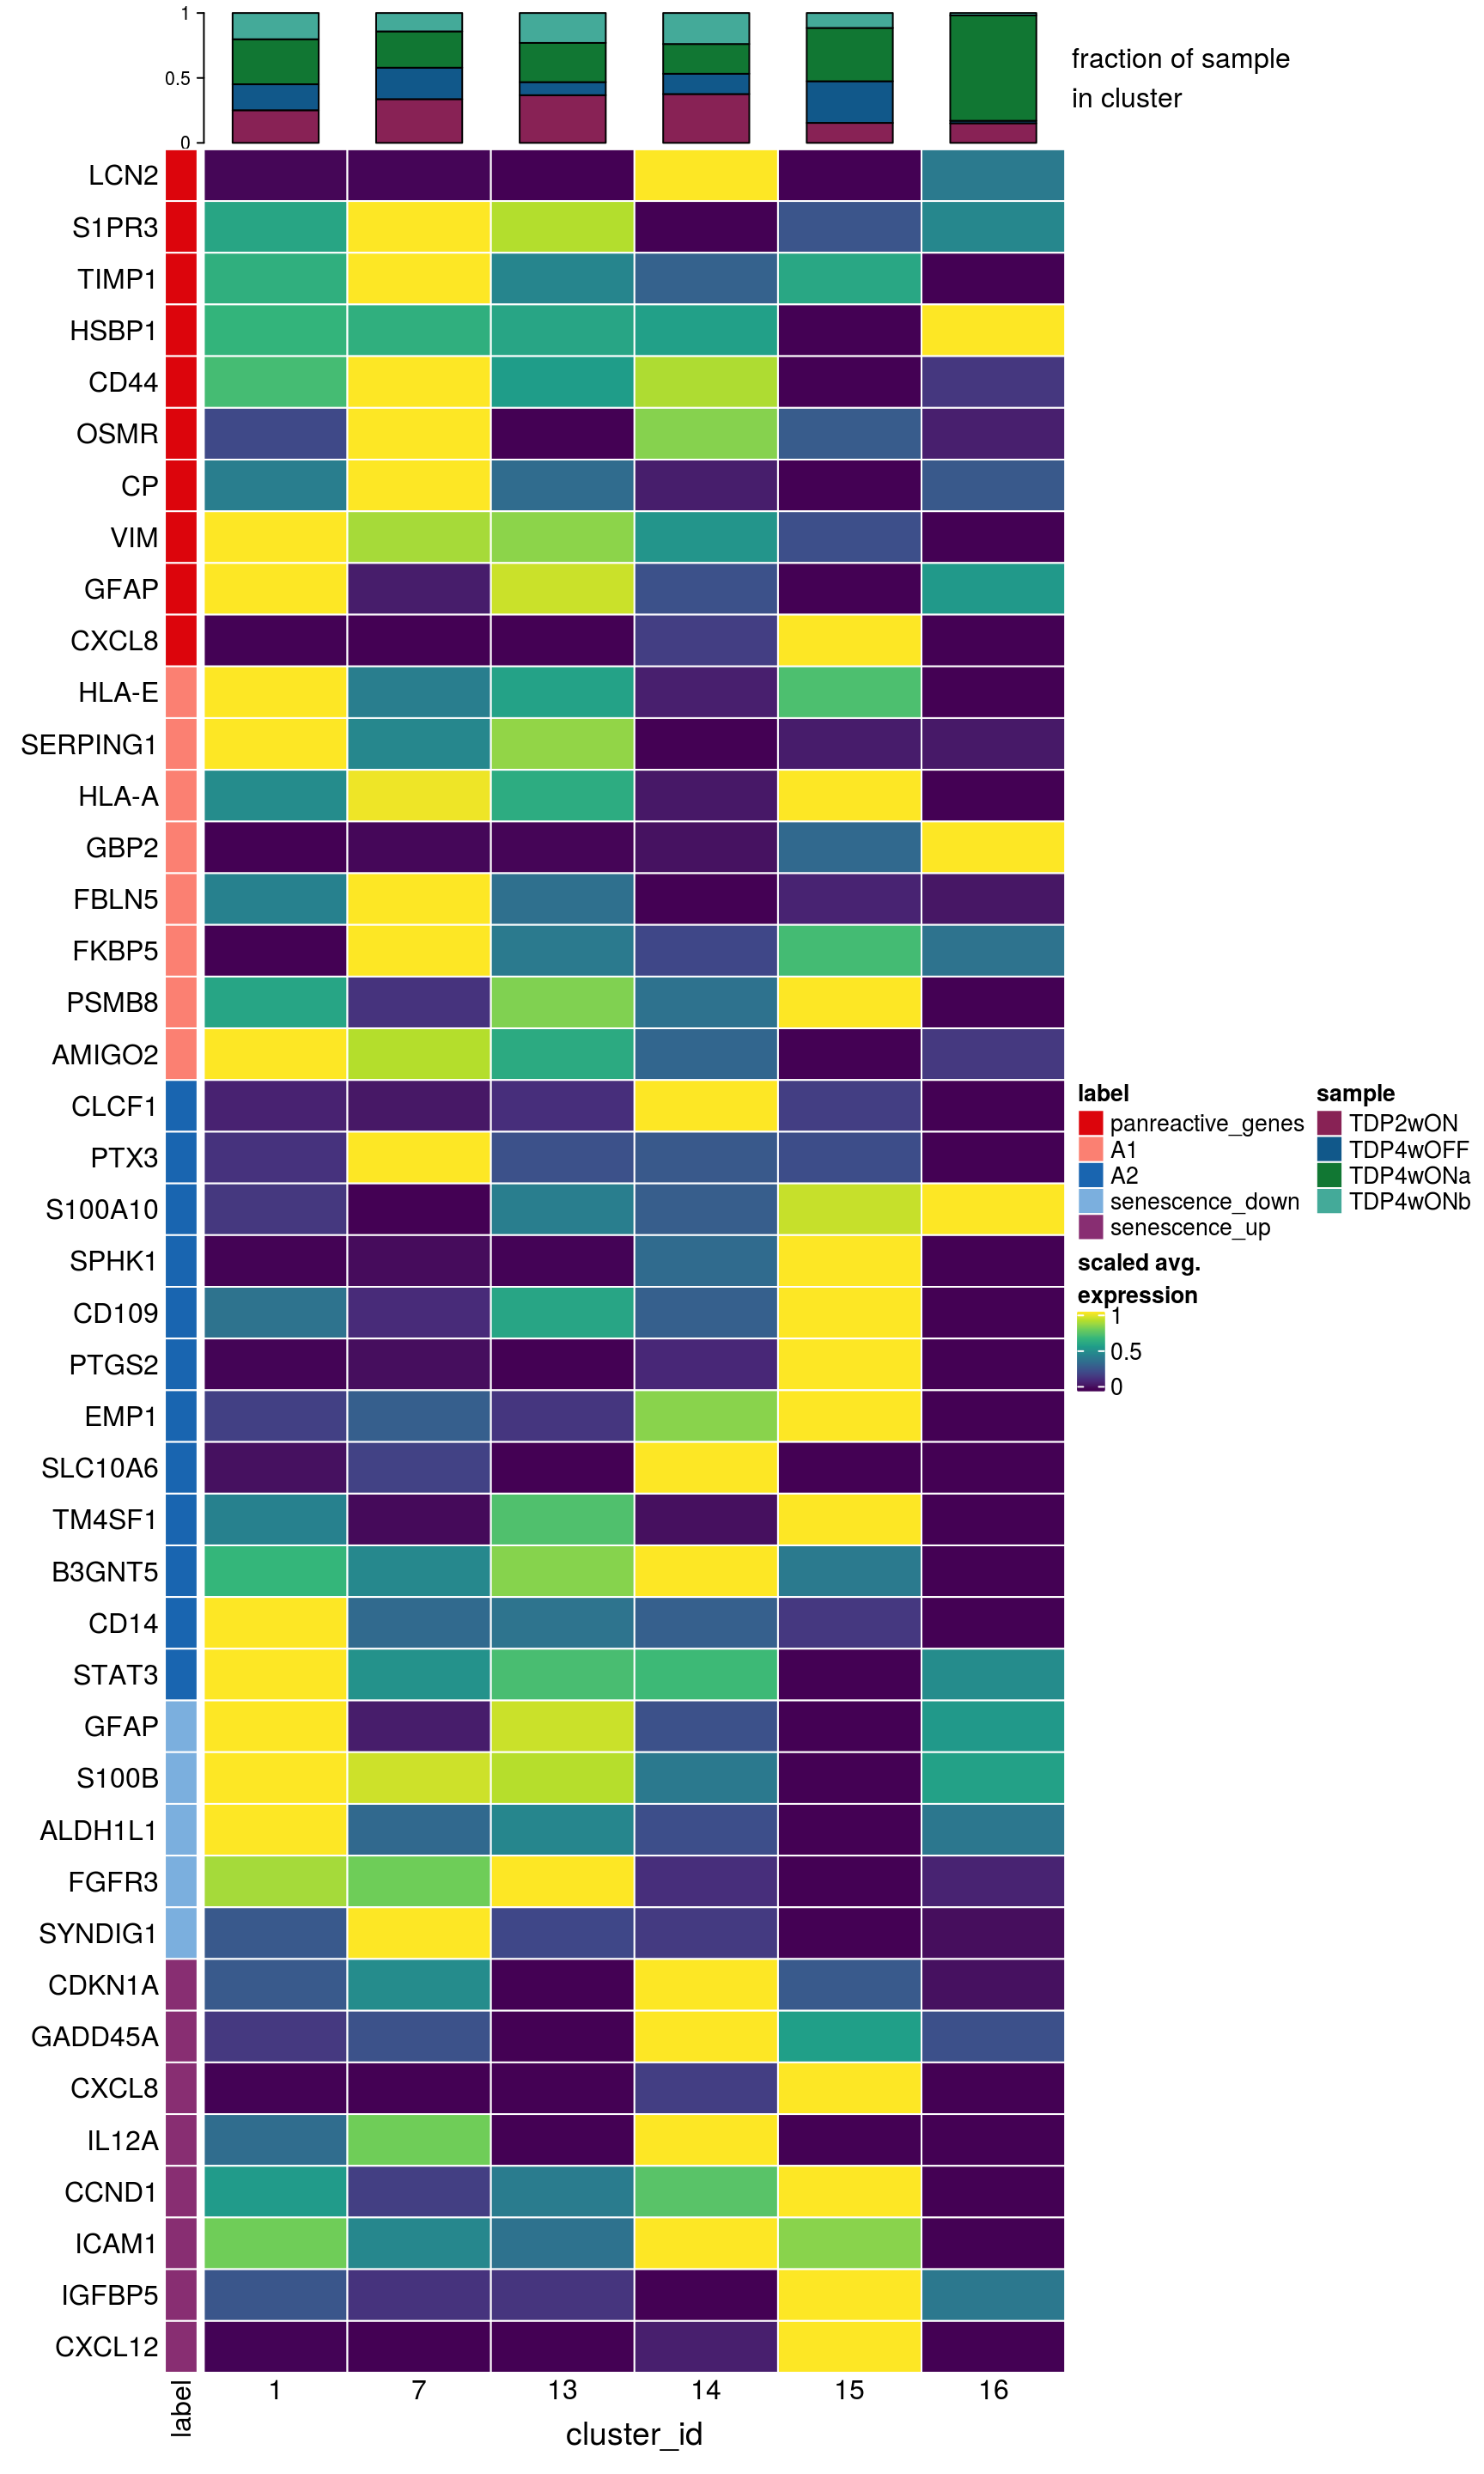 1
0.5
0
fraction of sample
in cluster
LCN2
S1PR3
TIMP1
HSBP1
CD44
OSMR
CP
VIM
GFAP
CXCL8
HLA-E
SERPING1
HLA-A
GBP2
FBLN5
FKBP5
PSMB8
AMIGO2
CLCF1
PTX3
S100A10
SPHK1
CD109
PTGS2
EMP1
SLC10A6
TM4SF1
B3GNT5
CD14
STAT3
GFAP
S100B
ALDH1L1
FGFR3
SYNDIG1
CDKN1A
GADD45A
CXCL8
IL12A
CCND1
ICAM1
IGFBP5
CXCL12
label
1 7 13 14 15 16
cluster_id
label
panreactive_genes
A1
A2
senescence_down
senescence_up
sample
TDP2wON
TDP4wOFF
TDP4wONa
TDP4wONb
scaled avg.
expression
1
0.5
0